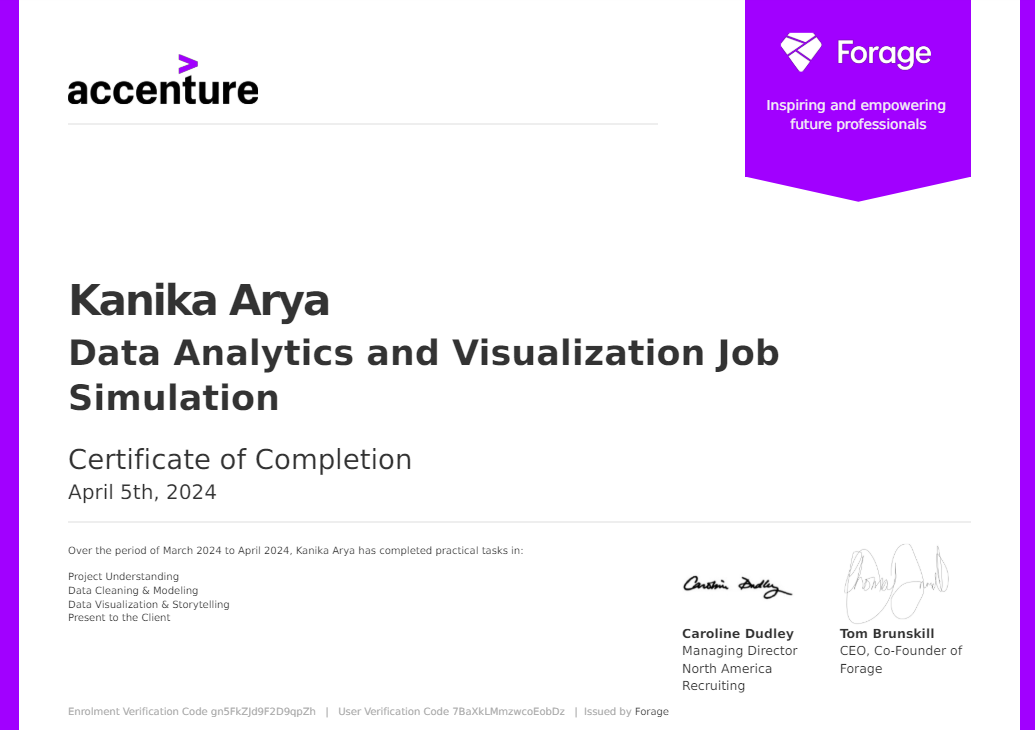 accenture
Forage
Inspiring and empowering
future professionals
Kanika Arya
Data Analytics and Visualization Job
Simulation
Certificate of Completion
April 5th, 2024
Over the period of March 2024 to April 2024, Kanika Arya has completed practical tasks in:
Project Understanding
Data Cleaning & Modeling
Data Visualization & Storytelling
Present to the Client
Caroline Dudley
Caroline Dudley
Managing Director
North America
Recruiting
Tom Brunskill
CEO, Co-Founder of
Forage
Enrolment Verification Code gn5FkZJd9F2D9qpZh | User Verification Code 7BaXkLMmzwcoEobDz | Issued by Forage